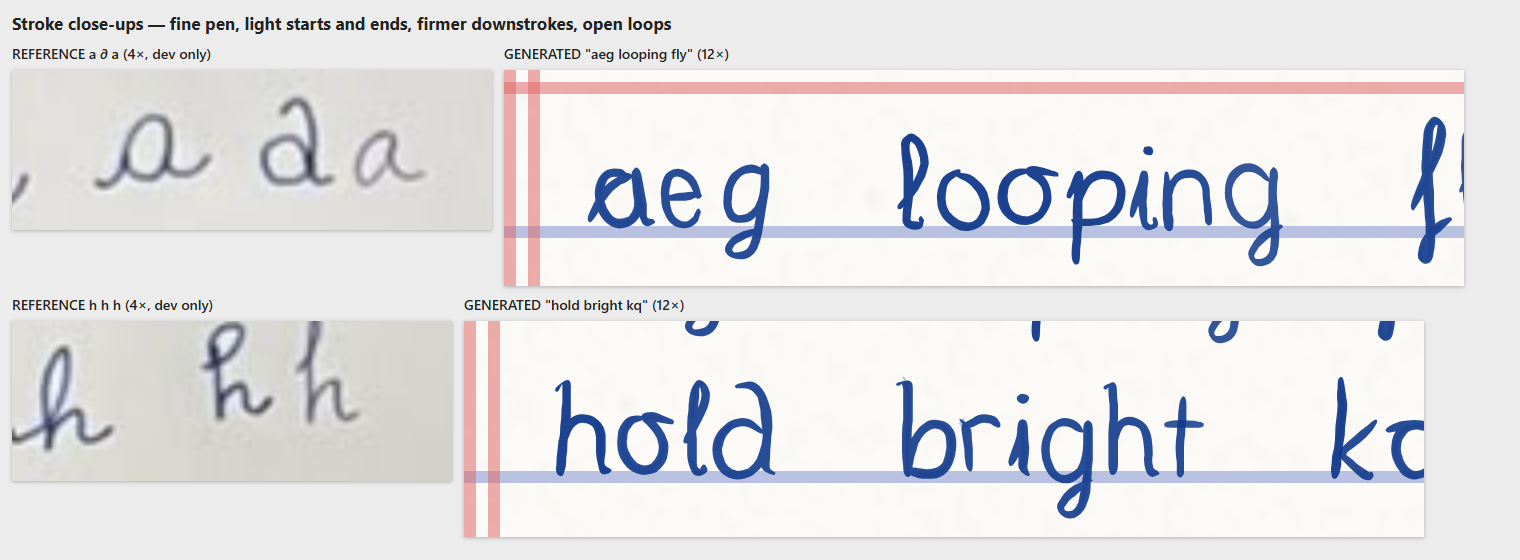 Stroke close-ups — fine pen, light starts and ends, firmer downstrokes, open loops
REFERENCE a ∂ a (4×, dev only)
GENERATED "aeg looping fly" (12×)
a ∂ a
aeg looping f
REFERENCE h h h (4×, dev only)
GENERATED "hold bright kq" (12×)
h h h
hold bright k